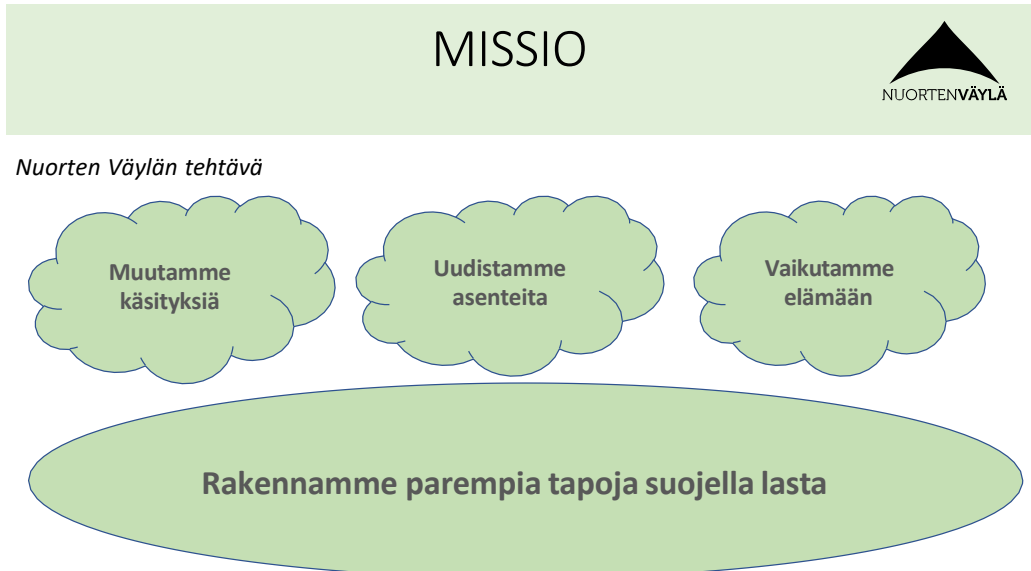 MISSIO
NUORTENVÄYLÄ
Nuorten Väylän tehtävä
Muutamme
käsityksiä
Uudistamme
asenteita
Vaikutamme
elämään
Rakennamme parempia tapoja suojella lasta